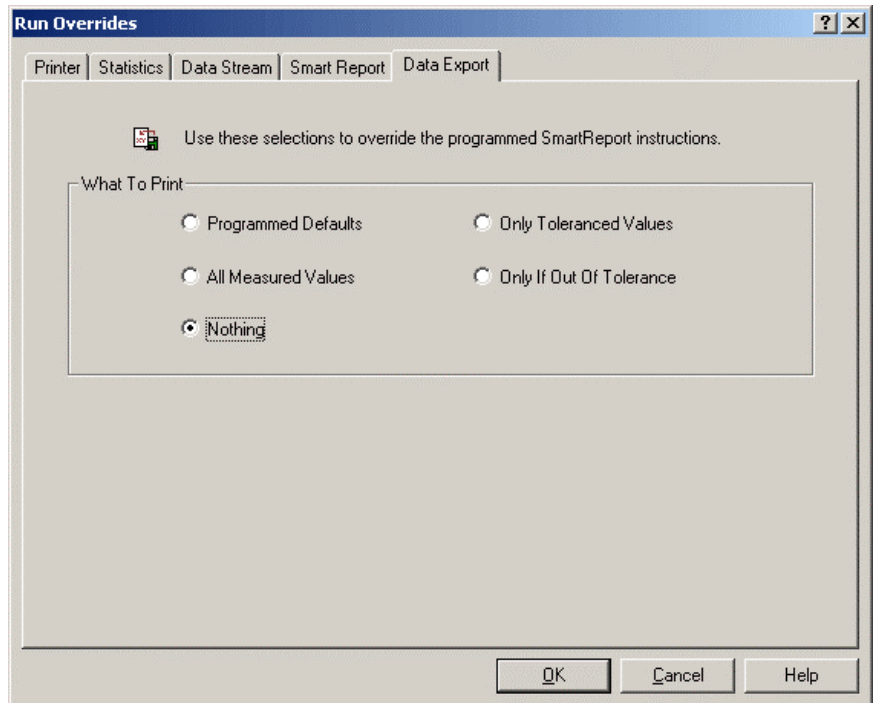 Run Overrides
Printer Statistics Data Stream Smart Report Data Export
Use these selections to override the programmed SmartReport instructions.
What To Print
Programmed Defaults Only Toleranced Values
All Measured Values Only If Out Of Tolerance
Nothing
OK Cancel Help